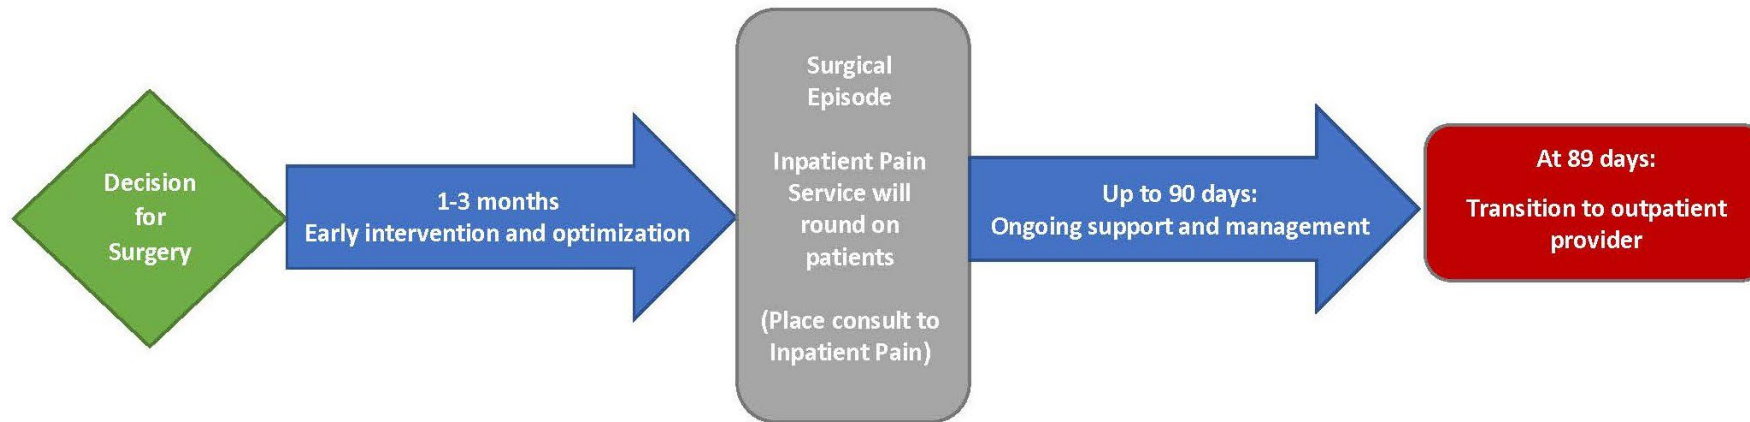 Decision
for
Surgery
1-3 months
Early intervention and optimization
Surgical
Episode
Inpatient Pain
Service will
round on
patients
(Place consult to
Inpatient Pain)
Up to 90 days:
Ongoing support and management
At 89 days:
Transition to outpatient
provider